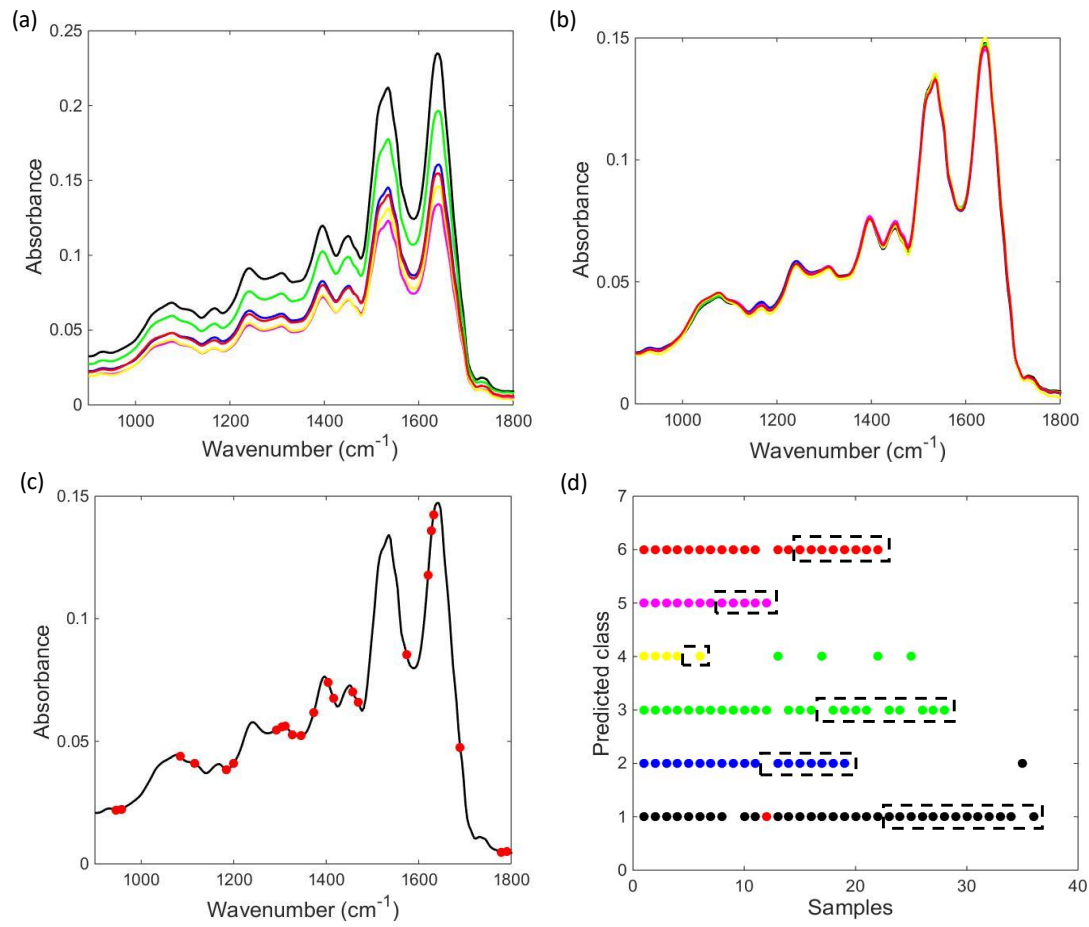 (a)
0.25
0.2
0.15
0.1
0.05
0
Absorbance
1000 1200 1400 1600 1800
Wavenumber (cm⁻¹)
(b)
0.15
0.1
0.05
0
Absorbance
1000 1200 1400 1600 1800
Wavenumber (cm⁻¹)
(c)
0.15
0.1
0.05
0
Absorbance
1000 1200 1400 1600 1800
Wavenumber (cm⁻¹)
(d)
7
6
5
4
3
2
1
0
Predicted class
0 10 20 30 40
Samples